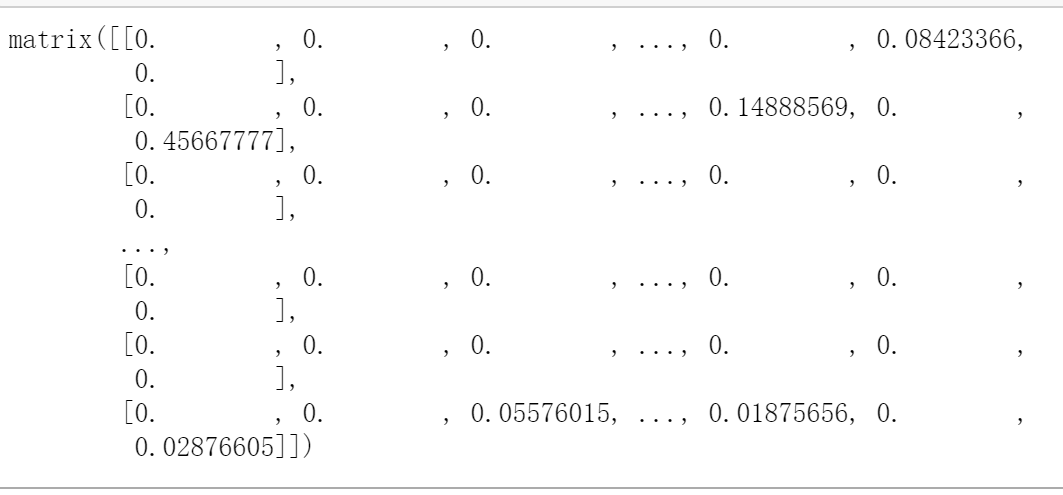 matrix([[0.        , 0.        , 0.        , ..., 0.        , 0.08423366,
         0.        ],
        [0.        , 0.        , 0.        , ..., 0.14888569, 0.        ,
         0.45667777],
        [0.        , 0.        , 0.        , ..., 0.        , 0.        ,
         0.        ],
        ...,
        [0.        , 0.        , 0.        , ..., 0.        , 0.        ,
         0.        ],
        [0.        , 0.        , 0.        , ..., 0.        , 0.        ,
         0.        ],
        [0.        , 0.        , 0.05576015, ..., 0.01875656, 0.        ,
         0.02876605]])